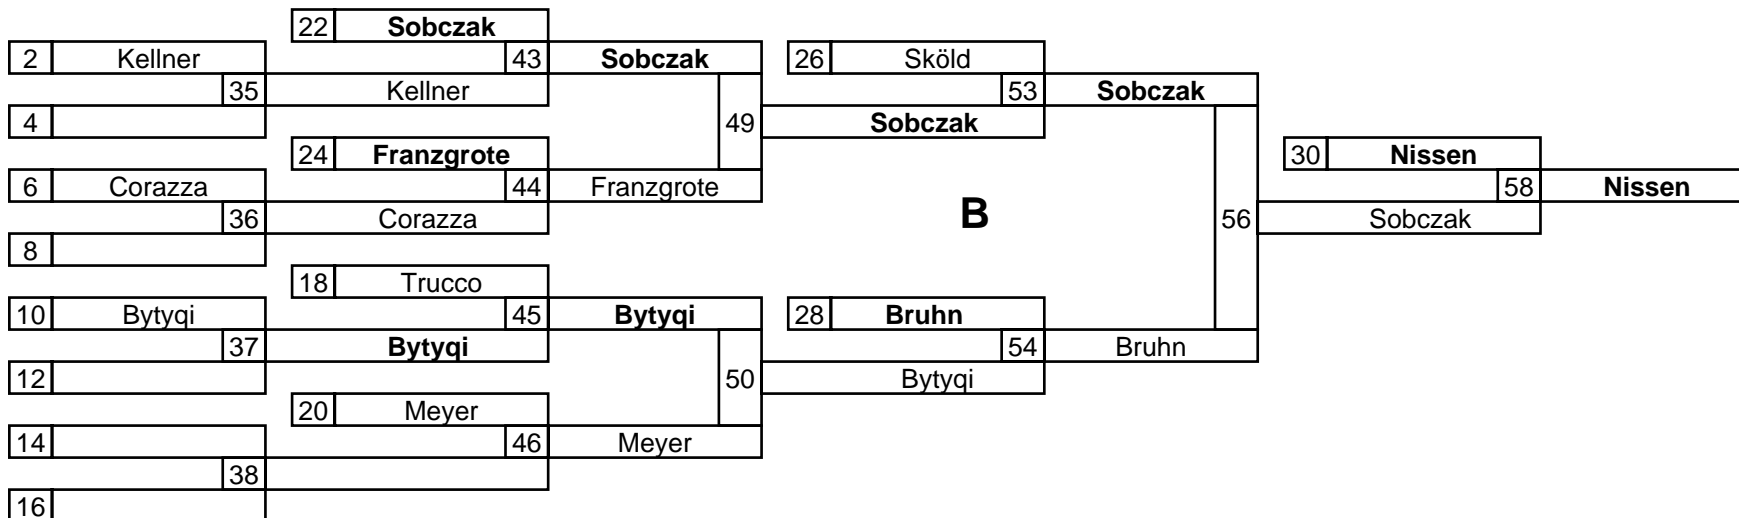 22 Sobczak
2 Kellner 43 Sobczak 26 Sköld
35 Kellner 53 Sobczak
4 49 Sobczak
24 Franzgrote 30 Nissen
6 Corazza 44 Franzgrote 58 Nissen
36 Corazza B 56 Sobczak
8
18 Trucco
10 Bytyqi 45 Bytyqi 28 Bruhn
37 Bytyqi 54 Bruhn
12 50 Bytyqi
20 Meyer
14 46 Meyer
38
16